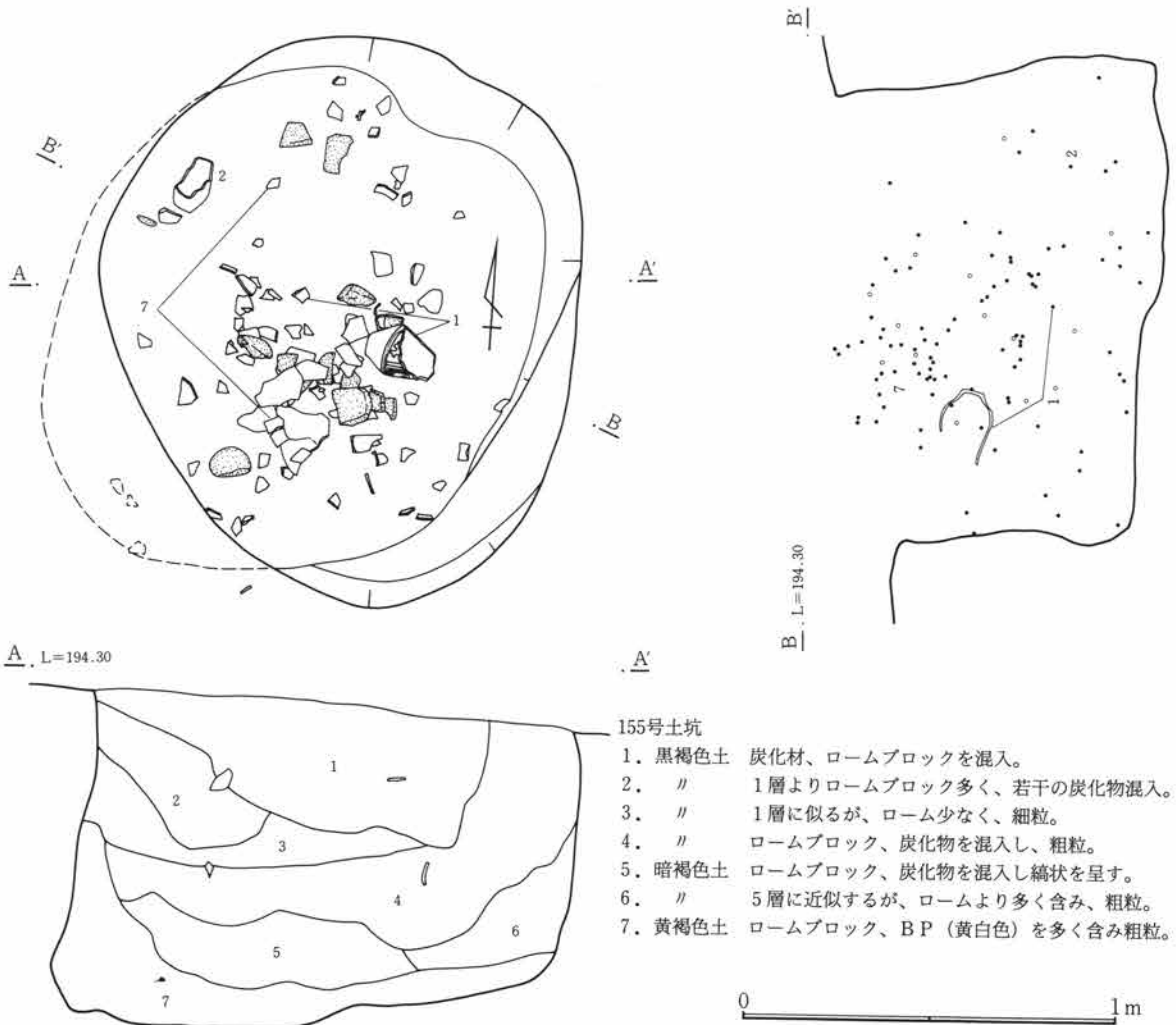 B'
2
A
7
1
B
A'
B'
2
7
1
B L=194.30
A L=194.30
A'
1
2
3
4
5
6
7
155号土坑
1. 黒褐色土 炭化材、ロームブロックを混入。
2. 〃 1層よりロームブロック多く、若干の炭化物混入。
3. 〃 1層に似るが、ローム少なく、細粒。
4. 〃 ロームブロック、炭化物を混入し、粗粒。
5. 暗褐色土 ロームブロック、炭化物を混入し縞状を呈す。
6. 〃 5層に近似するが、ロームより多く含み、粗粒。
7. 黄褐色土 ロームブロック、BP(黄白色)を多く含み粗粒。
0 1m